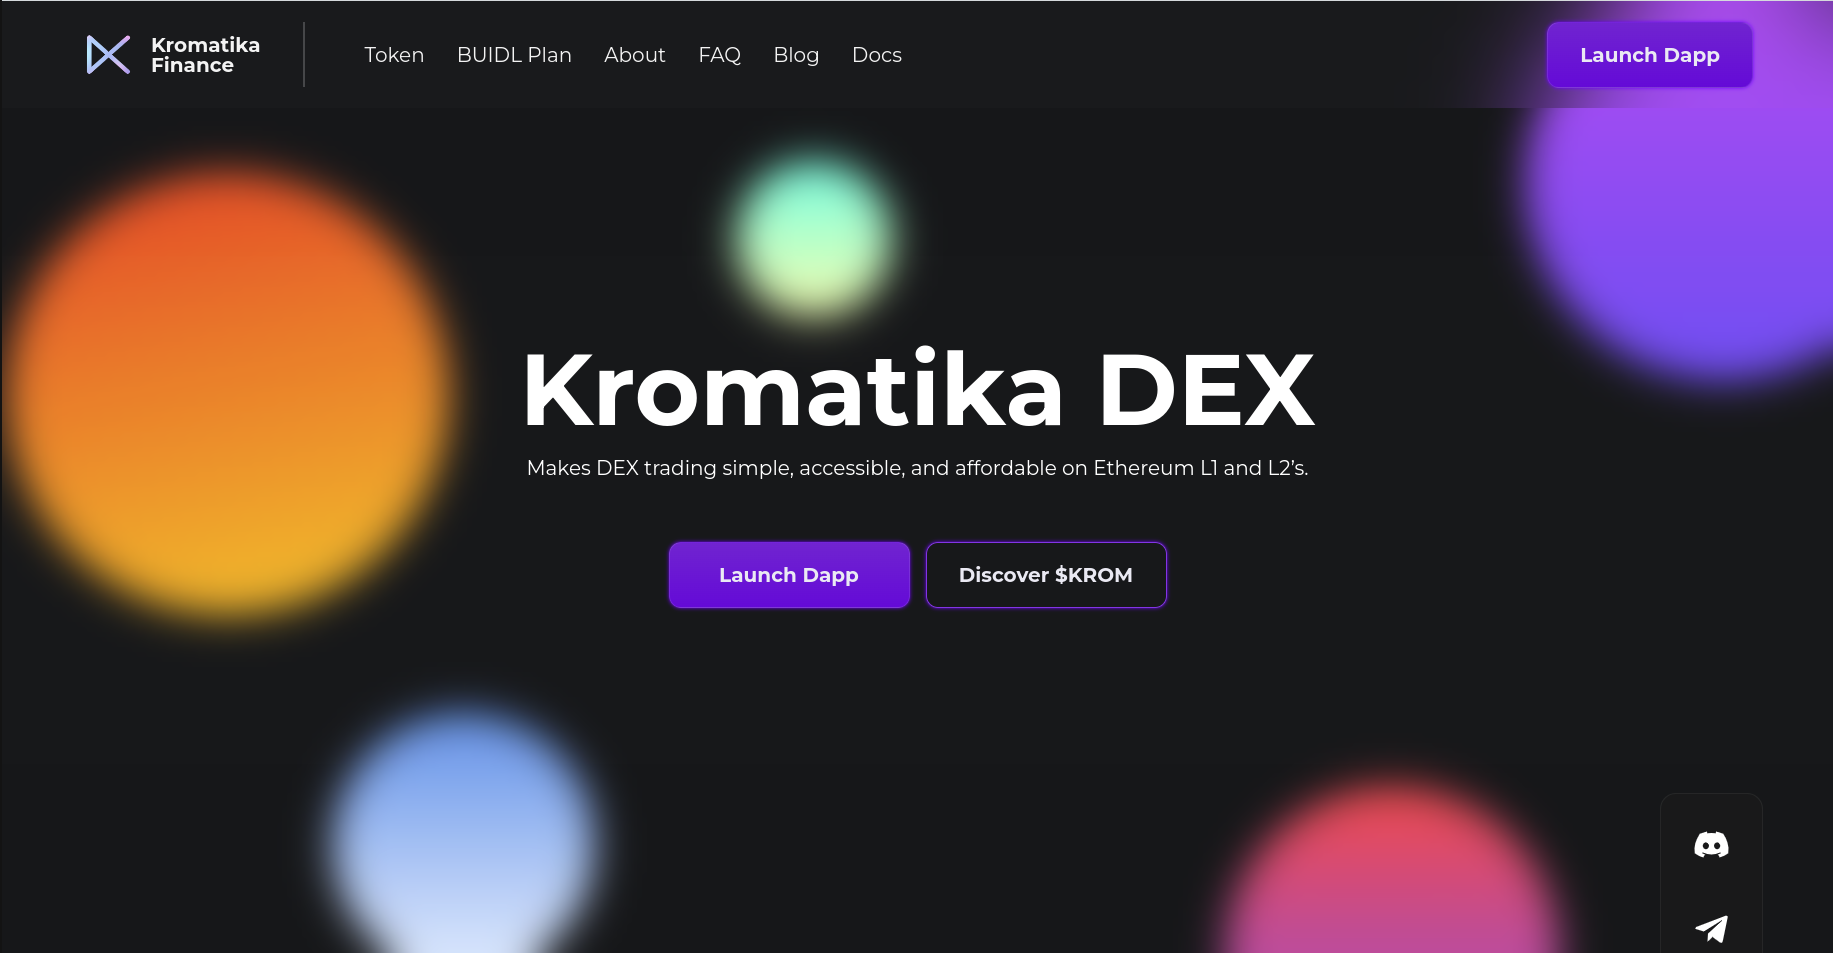 Kromatika
Finance
Token BUIDL Plan About FAQ Blog Docs
Launch Dapp
Kromatika DEX
Makes DEX trading simple, accessible, and affordable on Ethereum L1 and L2’s.
Launch Dapp
Discover $KROM